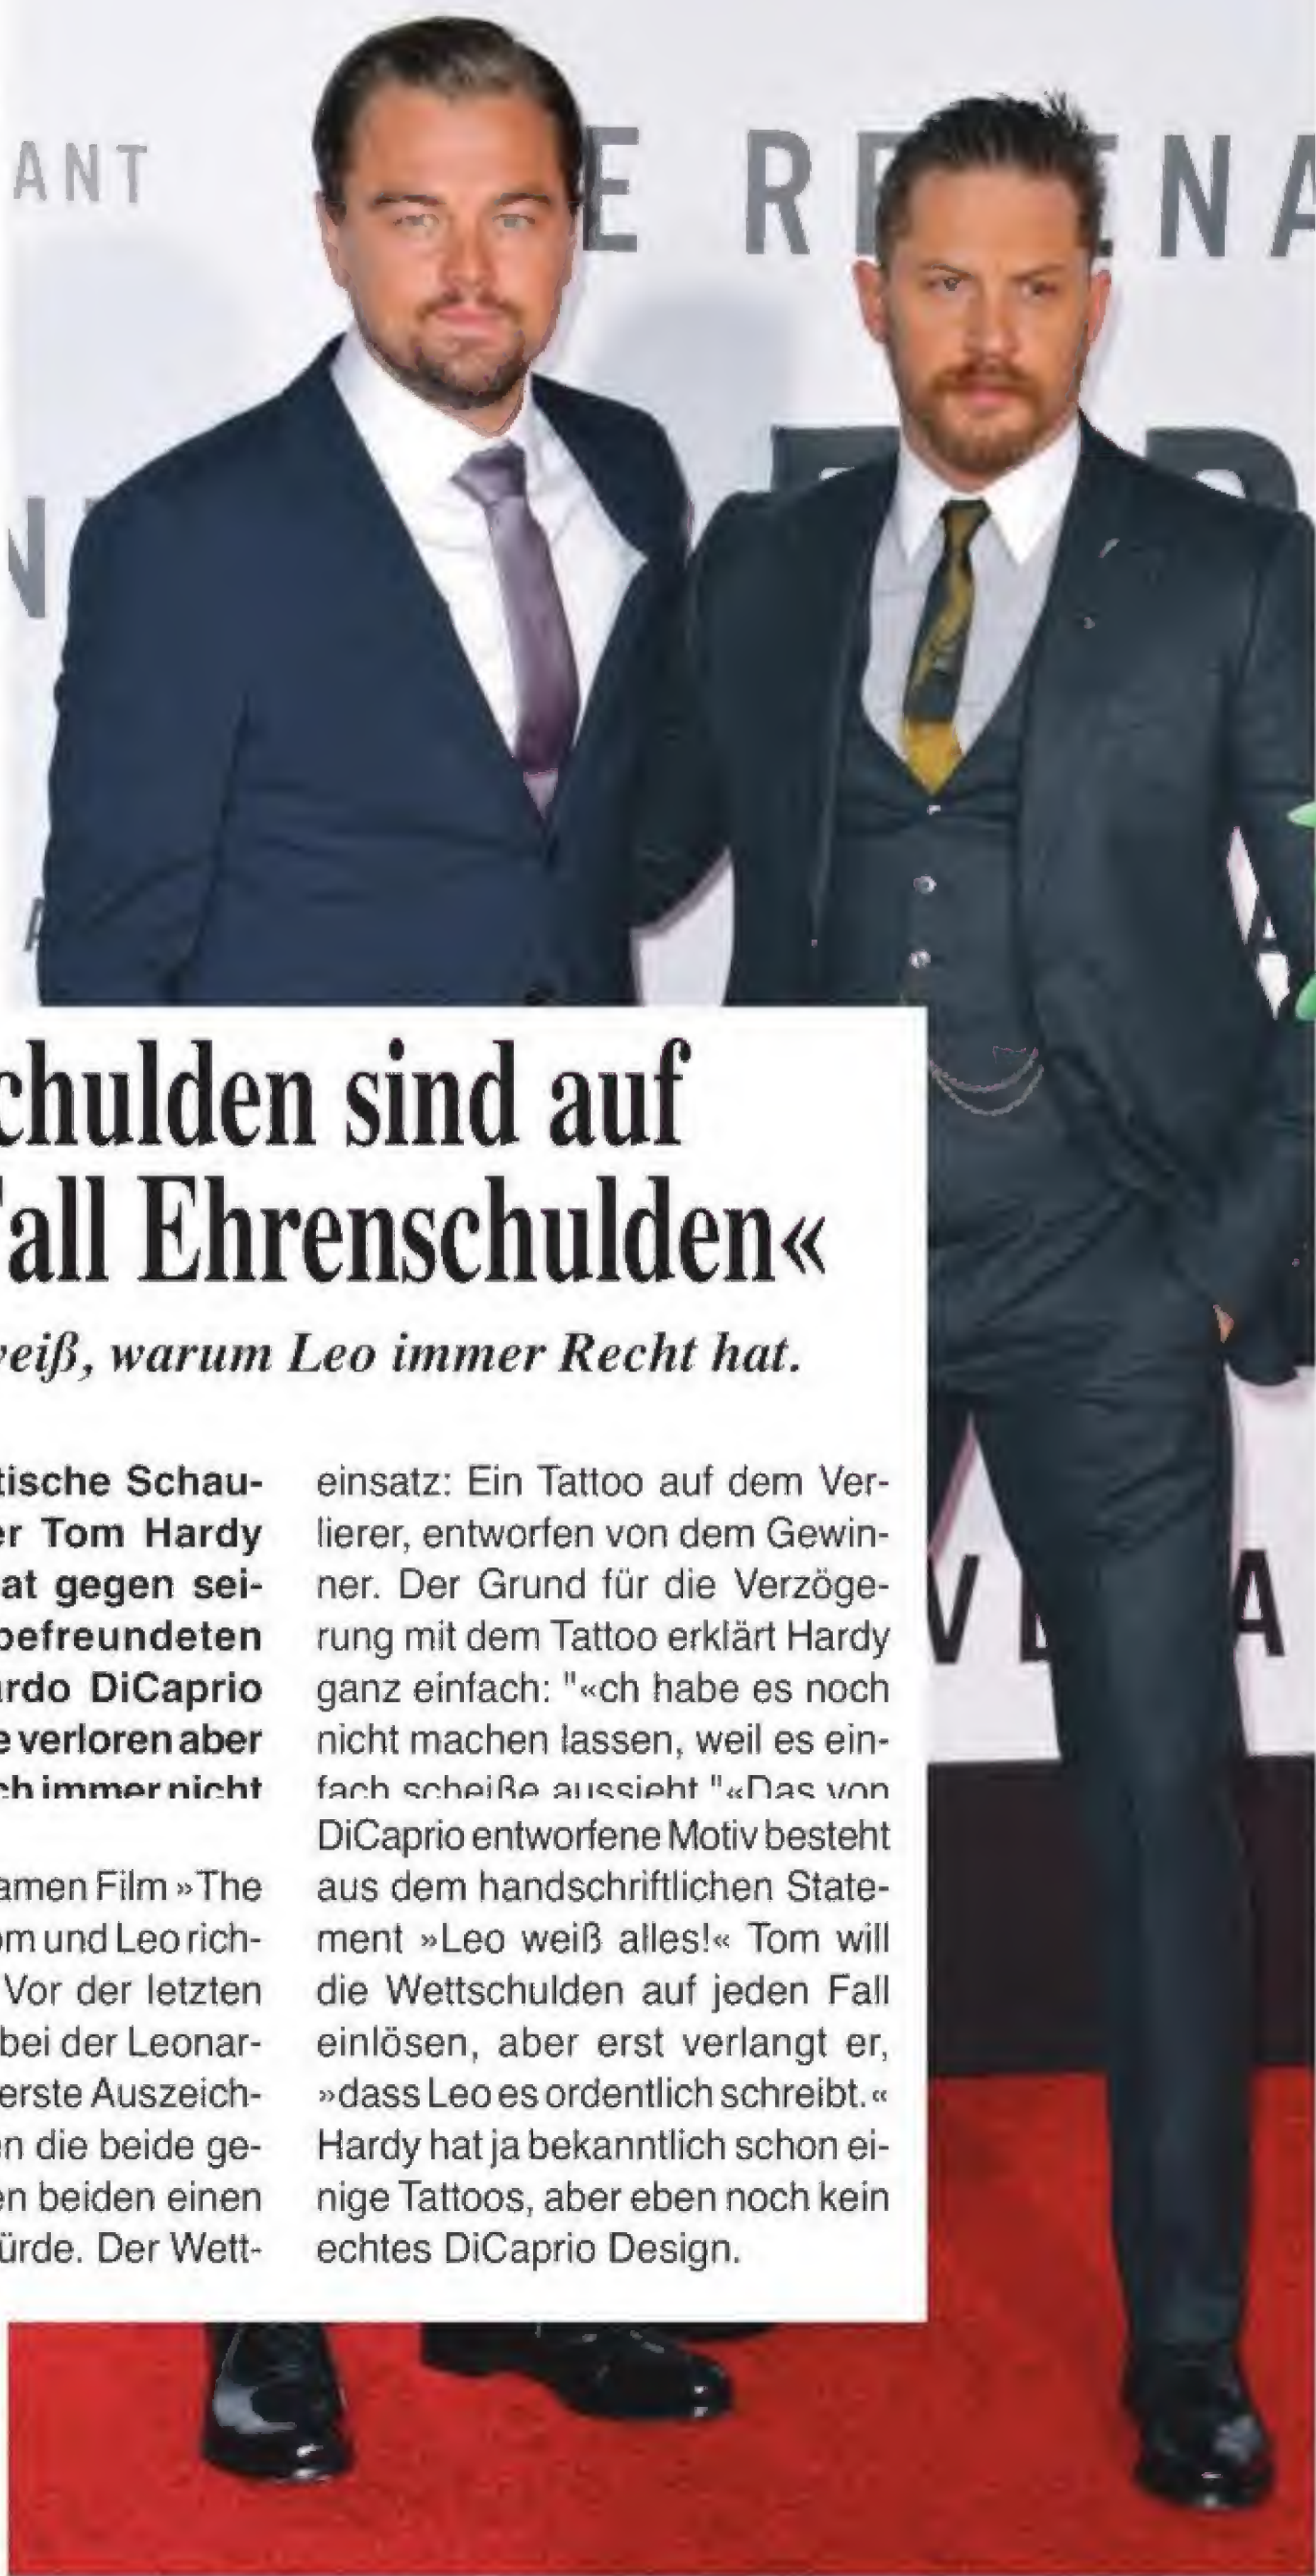 ANT
E R ENA
N
chulden sind auf
all Ehrenschulden«
weiß, warum Leo immer Recht hat.
tische Schau-
er Tom Hardy
at gegen sei-
befreundeten
rdo DiCaprio
e verloren aber
ch immer nicht
amen Film »The
om und Leo rich-
Vor der letzten
bei der Leonar-
erste Auszeich-
en die beide ge-
en beiden einen
ürde. Der Wett-
einsatz: Ein Tattoo auf dem Ver-
lierer, entworfen von dem Gewin-
ner. Der Grund für die Verzöge-
rung mit dem Tattoo erklärt Hardy
ganz einfach: "«ch habe es noch
nicht machen lassen, weil es ein-
fach scheiße aussieht "«Das von
DiCaprio entworfene Motiv besteht
aus dem handschriftlichen State-
ment »Leo weiß alles!« Tom will
die Wettschulden auf jeden Fall
einlösen, aber erst verlangt er,
»dass Leo es ordentlich schreibt.«
Hardy hat ja bekanntlich schon ei-
nige Tattoos, aber eben noch kein
echtes DiCaprio Design.